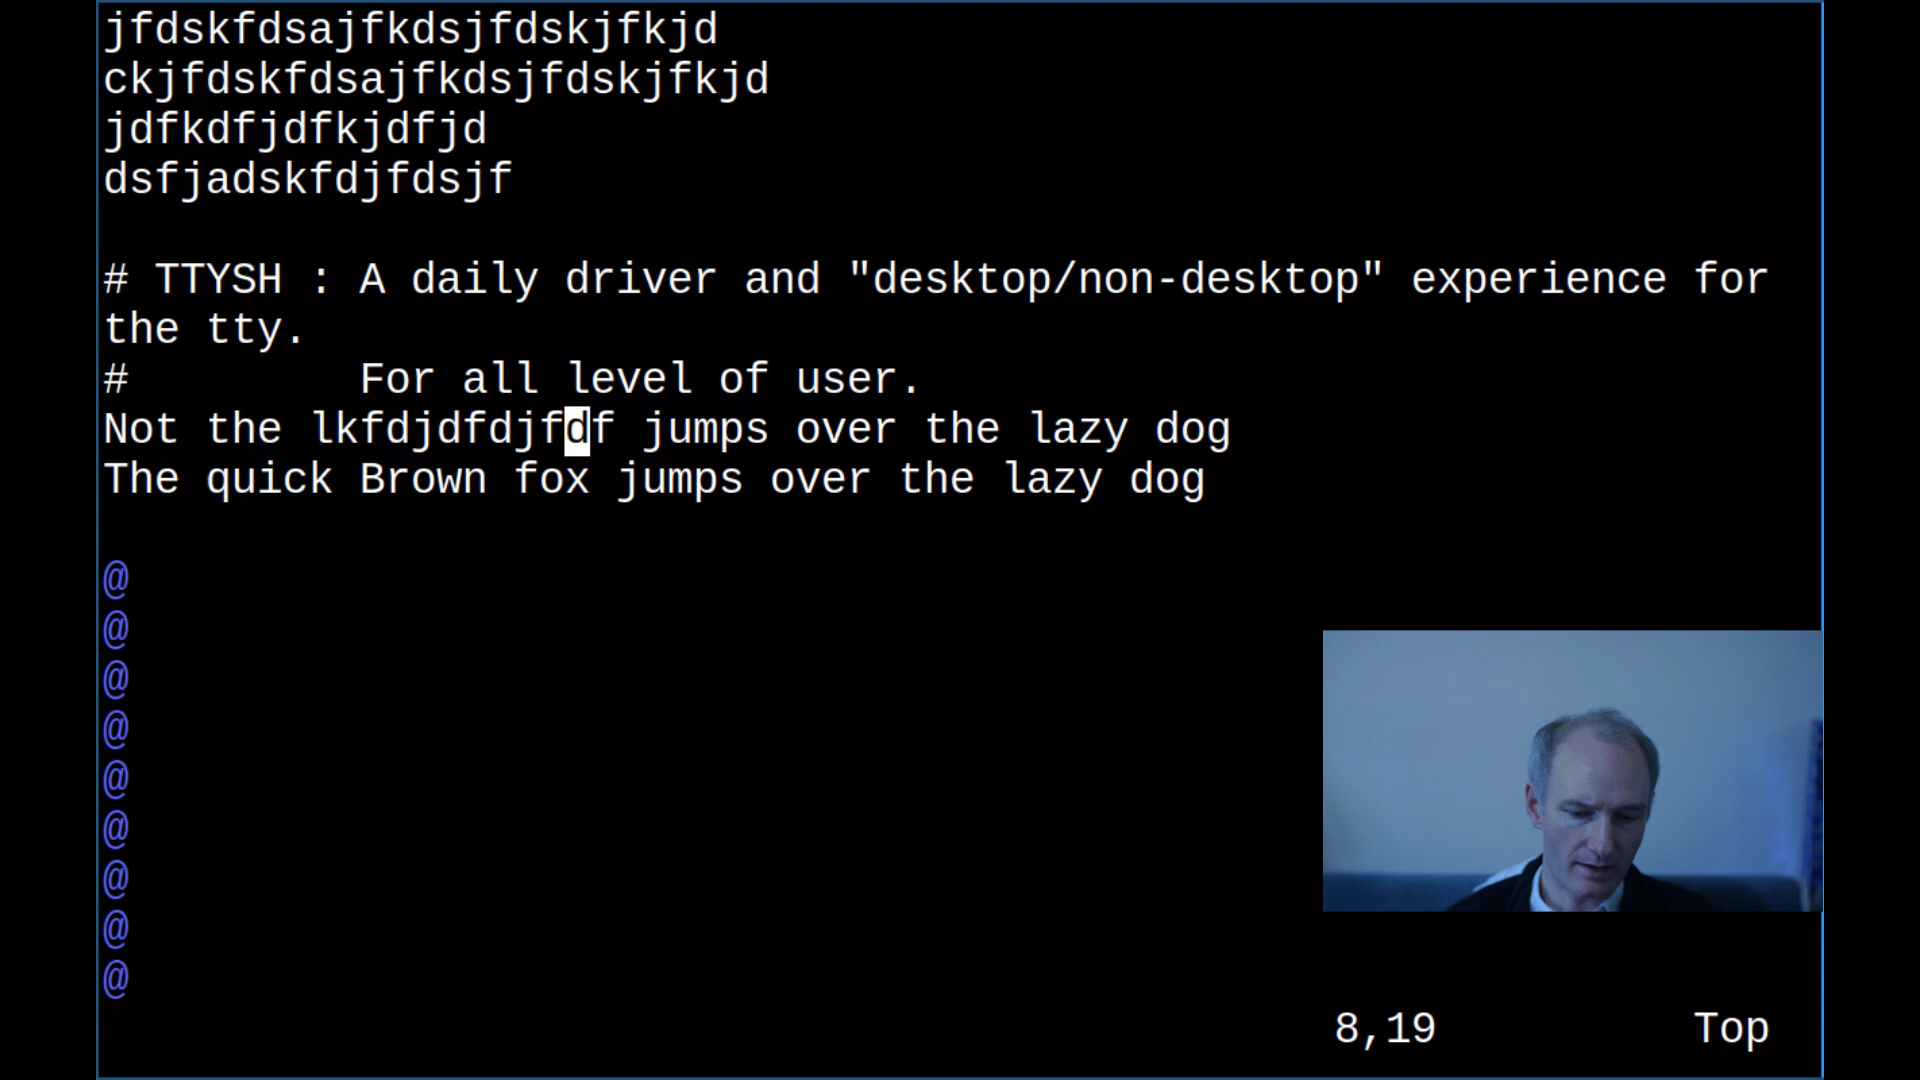 jfdskfdsajfkdsjfdskjfkjd
ckjfdskfdsajfkdsjfdskjfkjd
jdfkdfjdfkjdfjd
dsfjadskfdjfdsjf
# TTYSH : A daily driver and "desktop/non-desktop" experience for
the tty.
#         For all level of user.
Not the lkfdjdfdjfdf jumps over the lazy dog
The quick Brown fox jumps over the lazy dog
@
@
@
@
@
@
@
@
@
8,19 Top